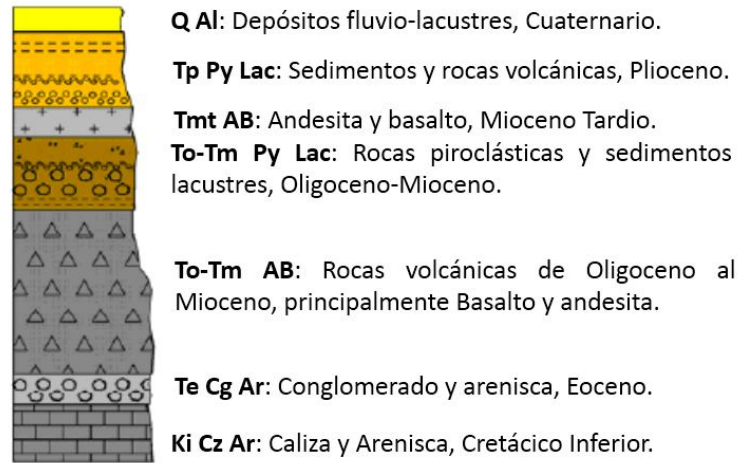 Q Al: Depósitos fluvio-lacustres, Cuaternario.
Tp Py Lac: Sedimentos y rocas volcánicas, Plioceno.
Tmt AB: Andesita y basalto, Mioceno Tardio.
To-Tm Py Lac: Rocas piroclásticas y sedimentos
lacustres, Oligoceno-Mioceno.
To-Tm AB: Rocas volcánicas de Oligoceno al
Mioceno, principalmente Basalto y andesita.
Te Cg Ar: Conglomerado y arenisca, Eoceno.
Ki Cz Ar: Caliza y Arenisca, Cretácico Inferior.